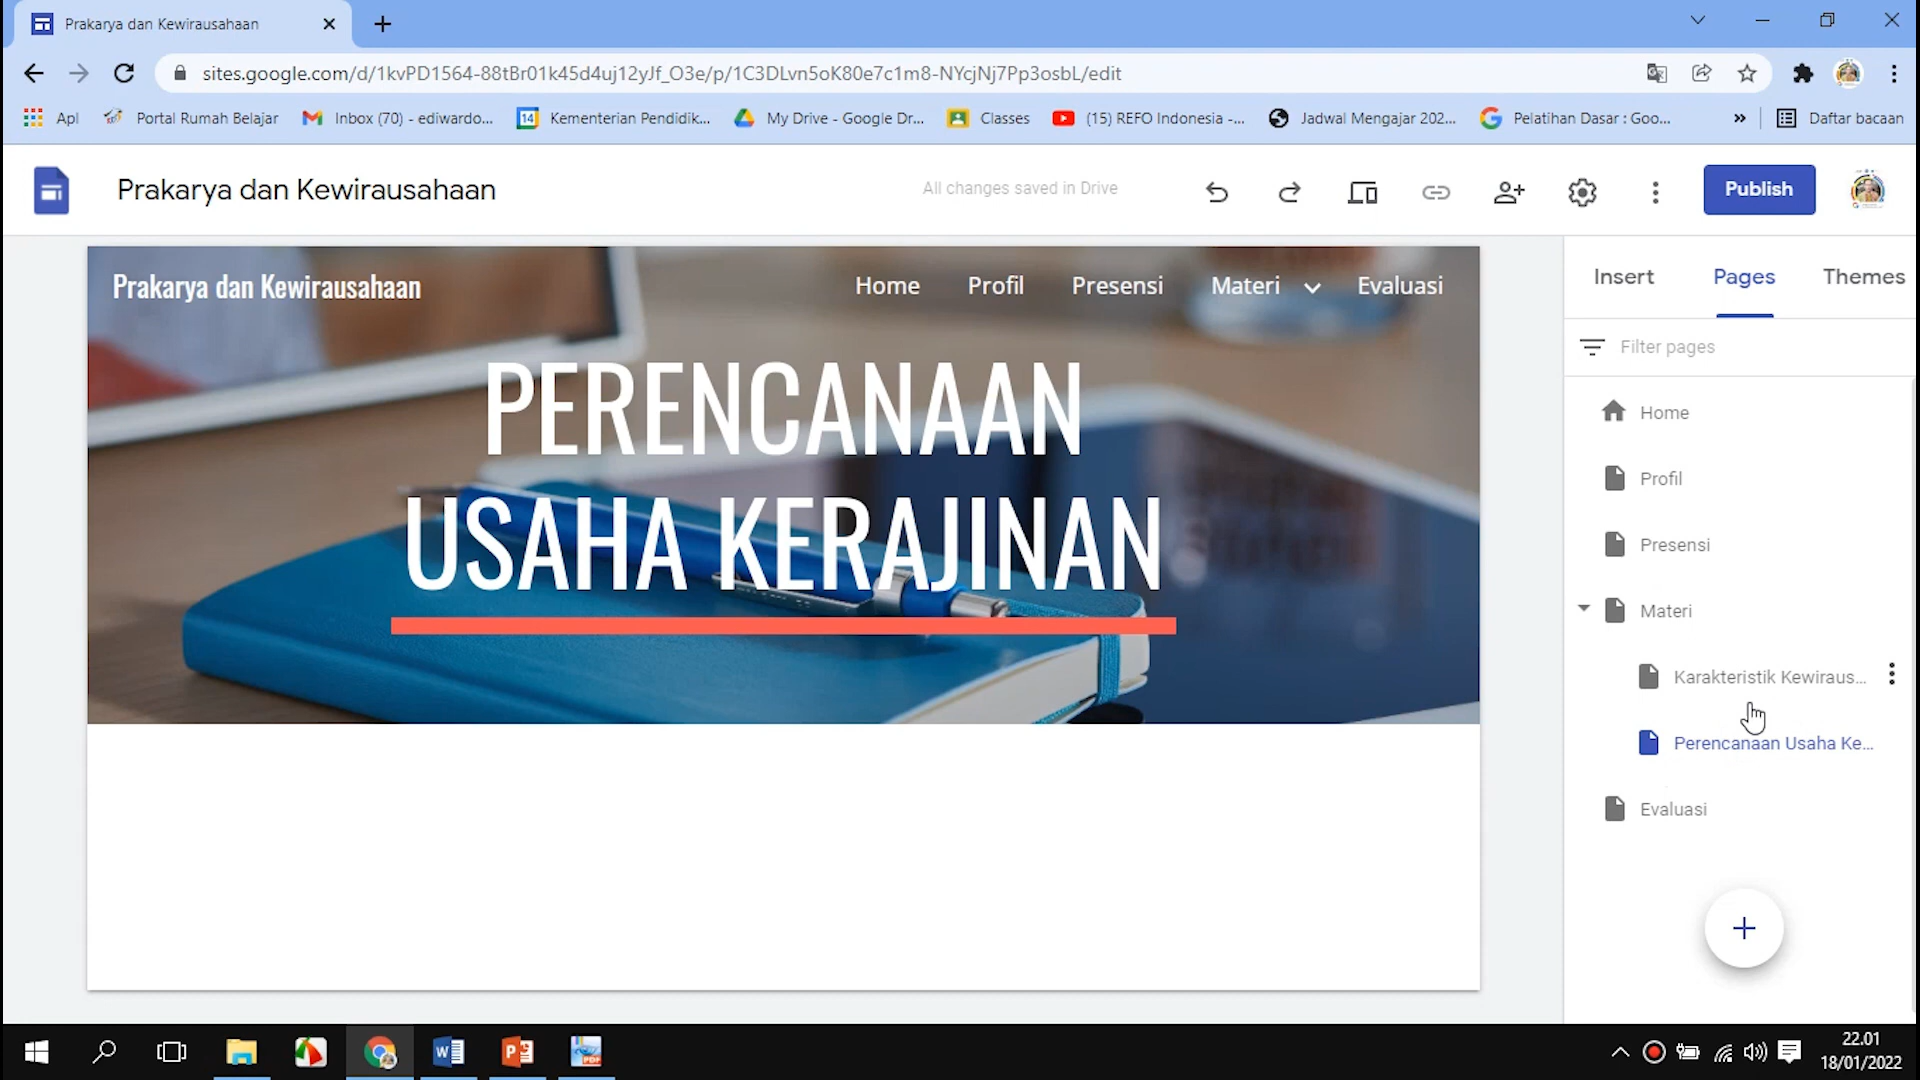 Prakarya dan Kewirausahaan
sites.google.com/d/1kvPD1564-88tBr01k45d4uj12yJf_O3e/p/1C3DLvn5oK80e7c1m8-NYcjNj7Pp3osbL/edit
Apl Portal Rumah Belajar Inbox (70) - ediwardo... 14 Kementerian Pendidik... My Drive - Google Dr... Classes (15) REFO Indonesia -... Jadwal Mengajar 202... Pelatihan Dasar : Goo... » Daftar bacaan
Prakarya dan Kewirausahaan All changes saved in Drive Publish
Prakarya dan Kewirausahaan Home Profil Presensi Materi Evaluasi
PERENCANAAN
USAHA KERAJINAN
Insert Pages Themes
Filter pages
Home
Profil
Presensi
Materi
Karakteristik Kewiraus...
Perencanaan Usaha Ke...
Evaluasi
22.01
18/01/2022